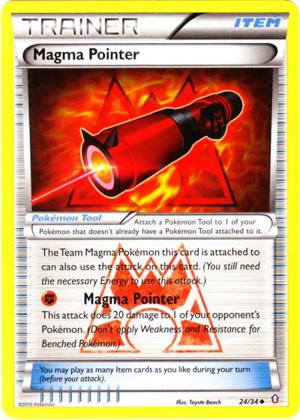 TRAINER ITEM
Magma Pointer
Pokémon Tool
Attach a Pokémon Tool to 1 of your
Pokémon that doesn't already have a Pokémon Tool attached to it.
The Team Magma Pokémon this card is attached to
can also use the attack on this card. (You still need
the necessary Energy to use this attack.)
Magma Pointer
This attack does 20 damage to 1 of your opponent's
Pokémon. (Don't apply Weakness and Resistance for
Benched Pokémon.)
You may play as many Item cards as you like during your turn
(before your attack).
©2015 Pokémon Illus. Toyste Beach 24/34